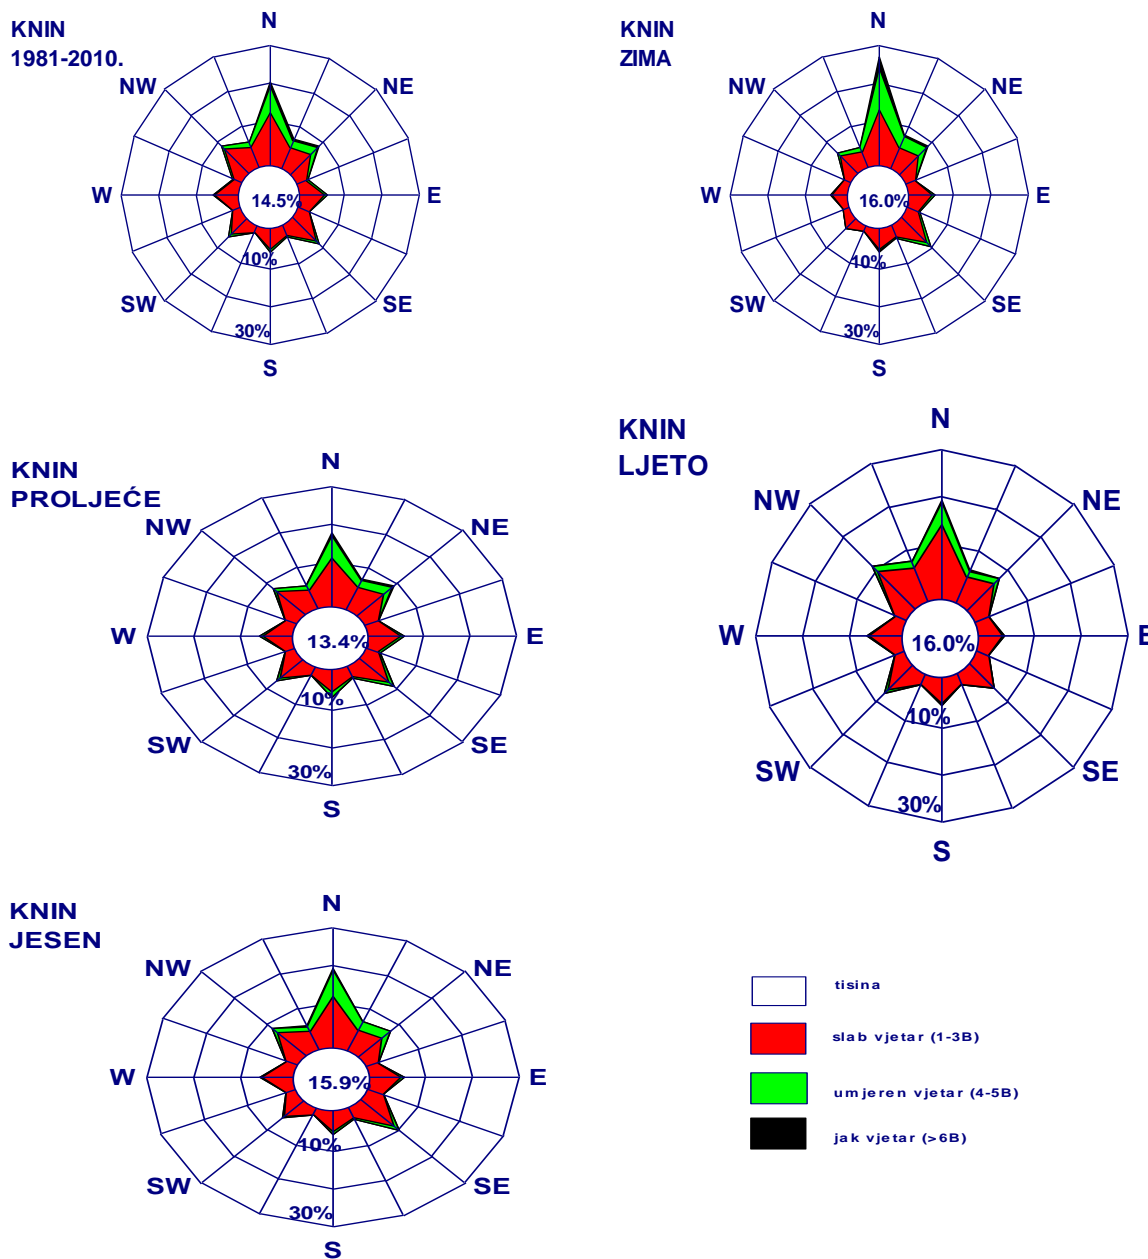 KNIN
1981-2010.
N
NW
NE
W
14.5%
E
10%
SW
SE
30%
S
KNIN
ZIMA
N
NW
NE
W
16.0%
E
10%
SW
SE
30%
S
KNIN
PROLJEĆE
N
NW
NE
W
13.4%
E
10%
SW
SE
30%
S
KNIN
LJETO
N
NW
NE
W
16.0%
E
10%
SW
SE
30%
S
KNIN
JESEN
N
NW
NE
W
15.9%
E
10%
SW
SE
30%
S
tisina
slab vjetar (1-3B)
umjeren vjetar (4-5B)
jak vjetar (>6B)